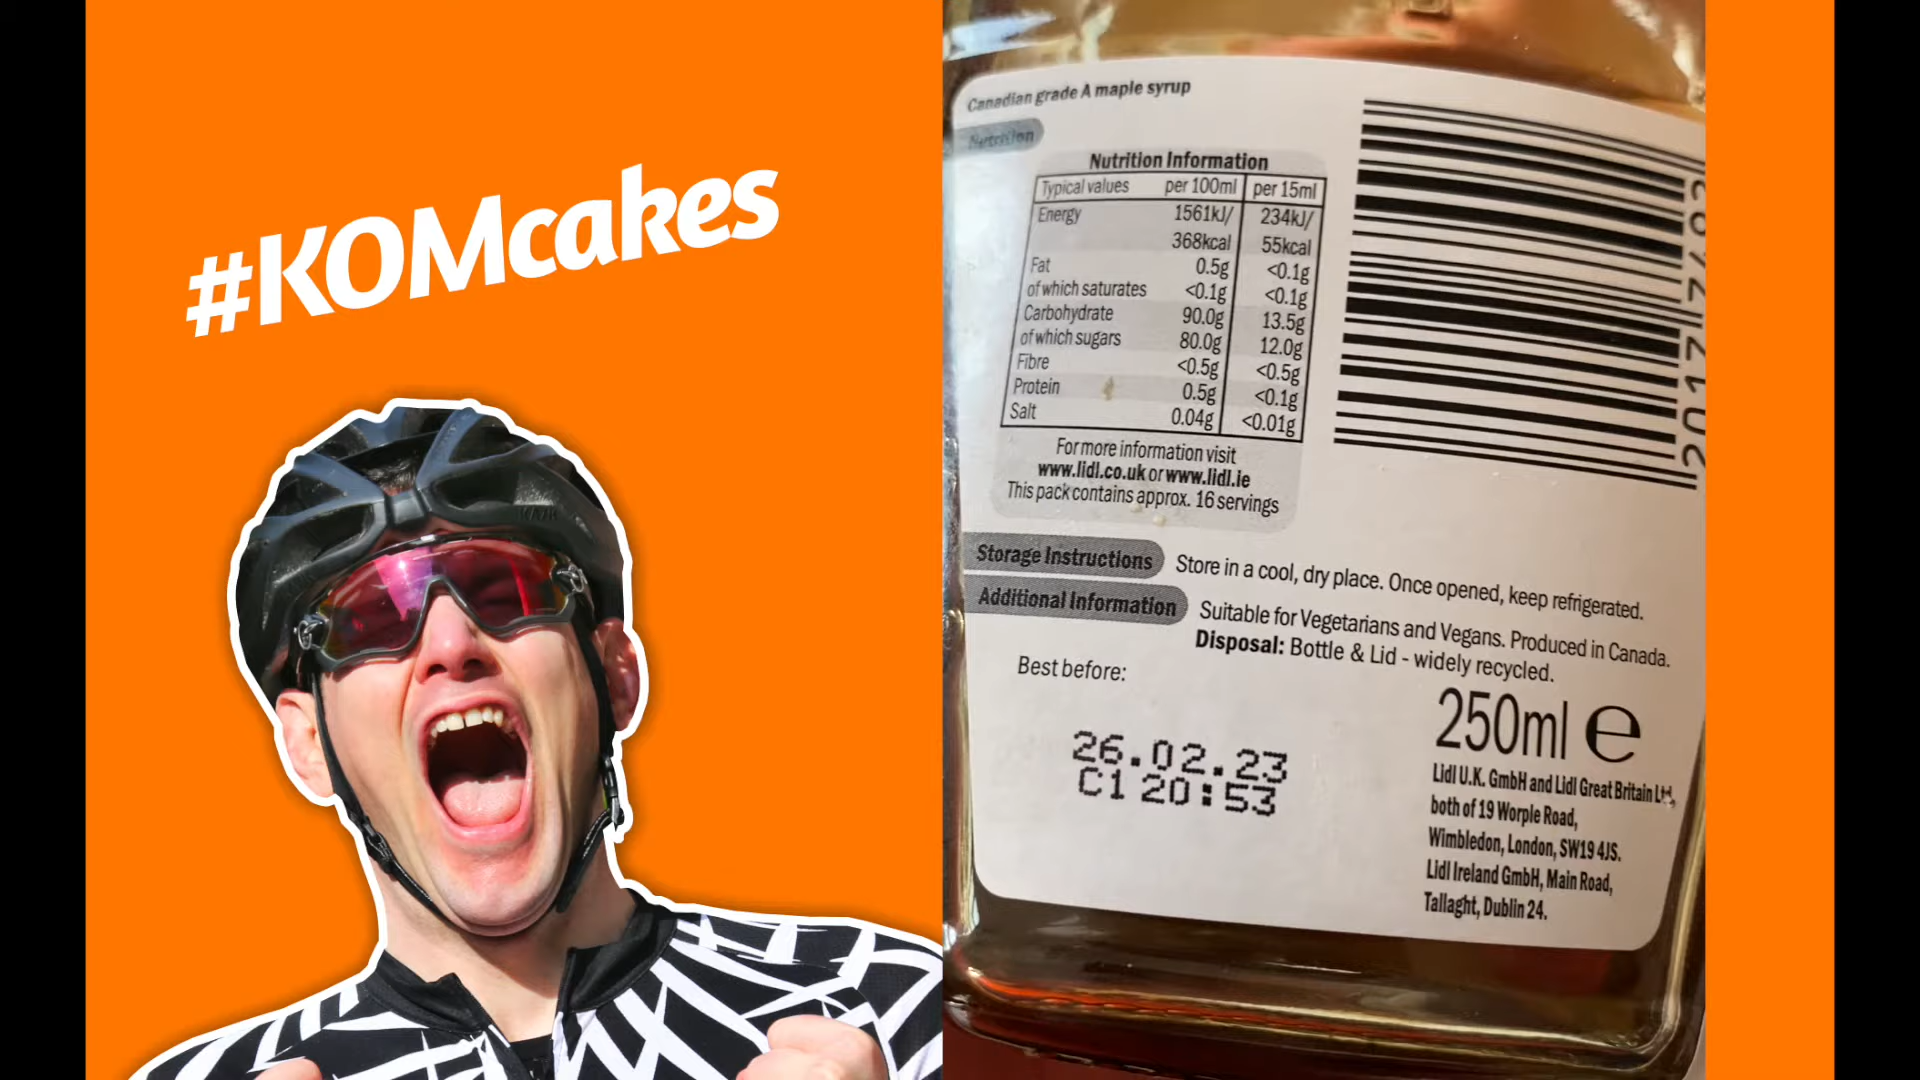 #KOMcakes
Canadian grade A maple syrup
Nutrition
Nutrition Information
Typical values per 100ml per 15ml
Energy 1561kJ/ 234kJ/
368kcal 55kcal
Fat 0.5g <0.1g
of which saturates <0.1g <0.1g
Carbohydrate 90.0g 13.5g
of which sugars 80.0g 12.0g
Fibre <0.5g <0.5g
Protein 0.5g <0.1g
Salt 0.04g <0.01g
For more information visit
www.lidl.co.uk or www.lidl.ie
This pack contains approx. 16 servings
Storage Instructions Store in a cool, dry place. Once opened, keep refrigerated.
Additional Information Suitable for Vegetarians and Vegans. Produced in Canada.
Disposal: Bottle & Lid - widely recycled.
Best before:
26.02.23
C1 20:53
250ml e
Lidl U.K. GmbH and Lidl Great Britain Ltd,
both of 19 Worple Road,
Wimbledon, London, SW19 4JS.
Lidl Ireland GmbH, Main Road,
Tallaght, Dublin 24.